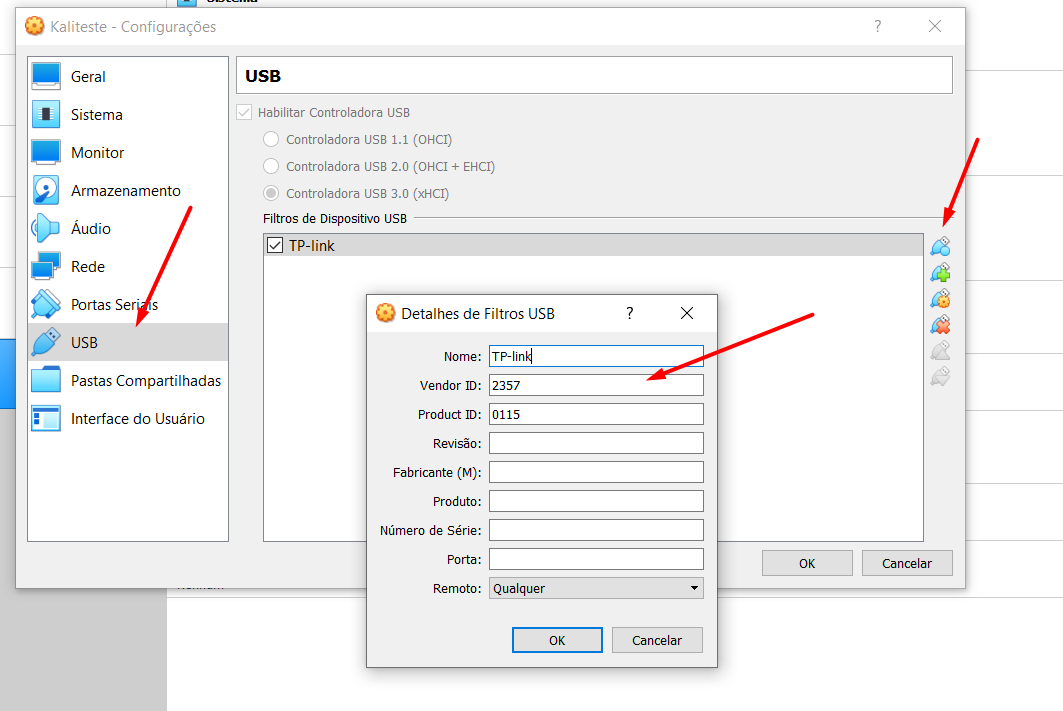 Sistema
Kaliteste - Configurações
?
Geral
Sistema
Monitor
Armazenamento
Áudio
Rede
Portas Seriais
USB
Pastas Compartilhadas
Interface do Usuário
USB
Habilitar Controladora USB
Controladora USB 1.1 (OHCI)
Controladora USB 2.0 (OHCI + EHCI)
Controladora USB 3.0 (xHCI)
Filtros de Dispositivo USB
TP-link
Detalhes de Filtros USB
?
Nome: TP-link
Vendor ID: 2357
Product ID: 0115
Revisão:
Fabricante (M):
Produto:
Número de Série:
Porta:
Remoto: Qualquer
OK Cancelar
OK Cancelar